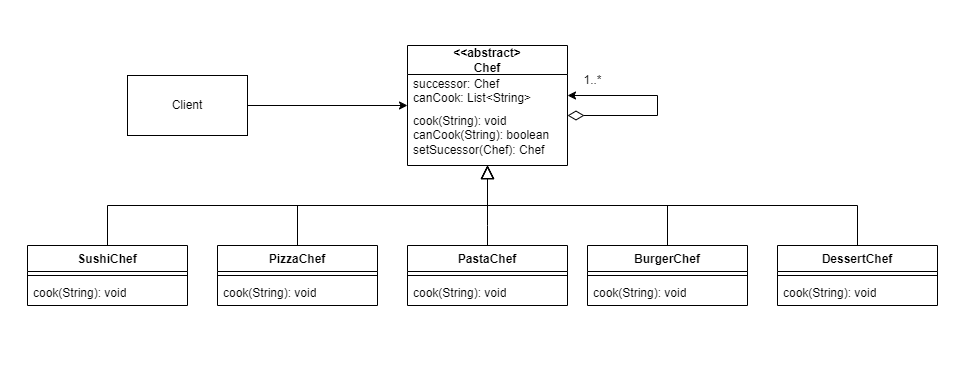 <<abstract>>
Chef
successor: Chef
canCook: List<String>
cook(String): void
canCook(String): boolean
setSucessor(Chef): Chef
1..*
Client
SushiChef
cook(String): void
PizzaChef
cook(String): void
PastaChef
cook(String): void
BurgerChef
cook(String): void
DessertChef
cook(String): void